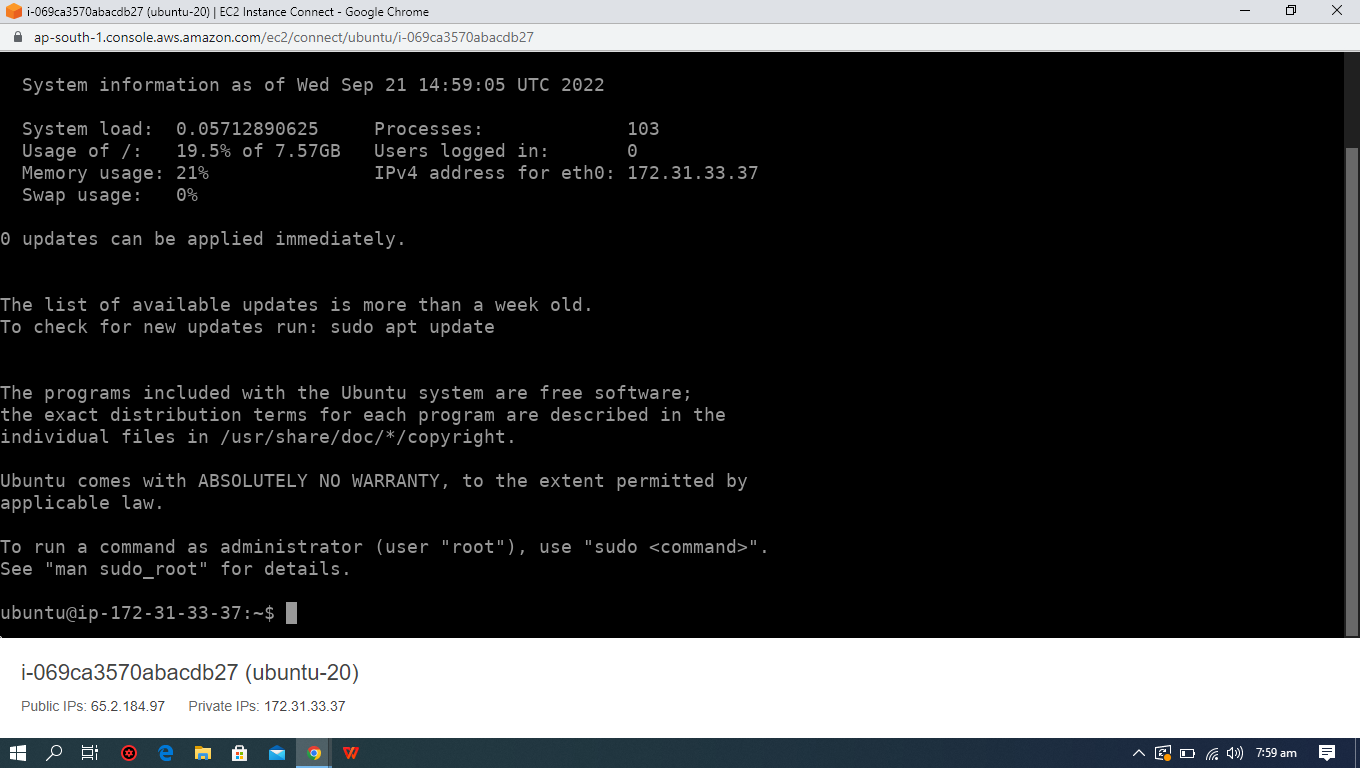 i-069ca3570abacdb27 (ubuntu-20) | EC2 Instance Connect - Google Chrome
ap-south-1.console.aws.amazon.com/ec2/connect/ubuntu/i-069ca3570abacdb27
System information as of Wed Sep 21 14:59:05 UTC 2022
System load: 0.05712890625 Processes: 103
Usage of /: 19.5% of 7.57GB Users logged in: 0
Memory usage: 21% IPv4 address for eth0: 172.31.33.37
Swap usage: 0%
0 updates can be applied immediately.
The list of available updates is more than a week old.
To check for new updates run: sudo apt update
The programs included with the Ubuntu system are free software;
the exact distribution terms for each program are described in the
individual files in /usr/share/doc/*/copyright.
Ubuntu comes with ABSOLUTELY NO WARRANTY, to the extent permitted by
applicable law.
To run a command as administrator (user "root"), use "sudo <command>".
See "man sudo_root" for details.
ubuntu@ip-172-31-33-37:~$
i-069ca3570abacdb27 (ubuntu-20)
Public IPs: 65.2.184.97 Private IPs: 172.31.33.37
7:59 am